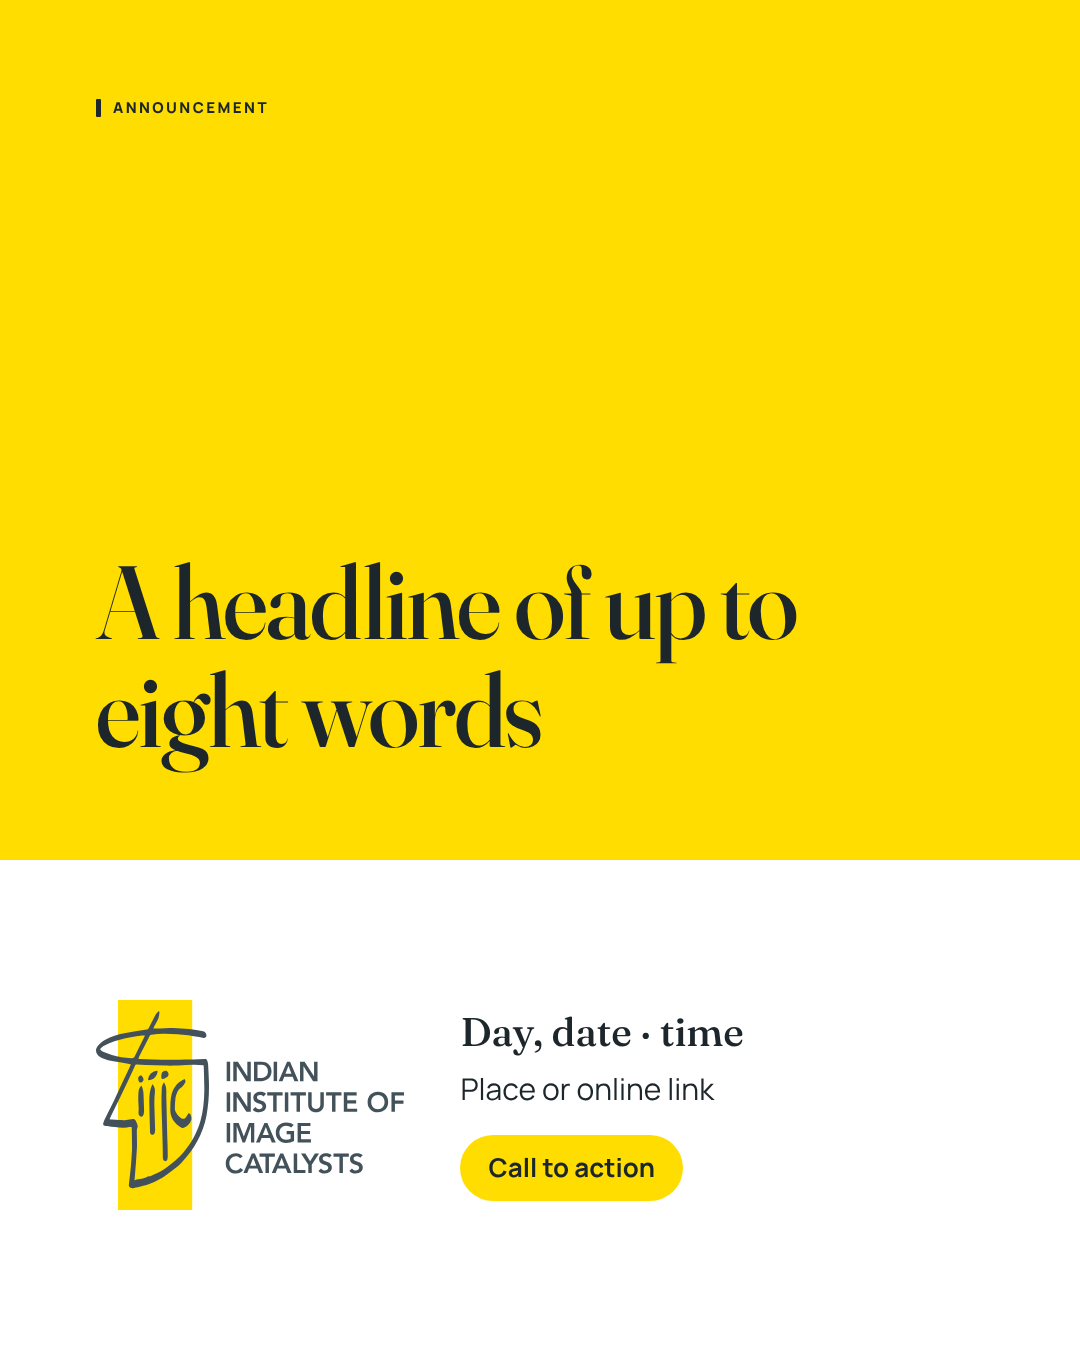 ANNOUNCEMENT
A headline of up to
eight words
iiic
INDIAN
INSTITUTE OF
IMAGE
CATALYSTS
Day, date · time
Place or online link
Call to action